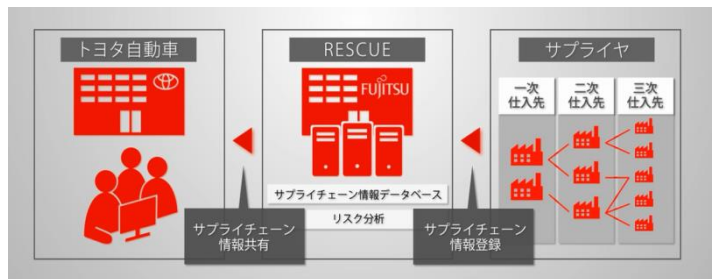 トヨタ自動車
RESCUE
FUJITSU
サプライチェーン情報データベース
リスク分析
サプライヤ
一次
仕入先
二次
仕入先
三次
仕入先
サプライチェーン
情報共有
サプライチェーン
情報登録